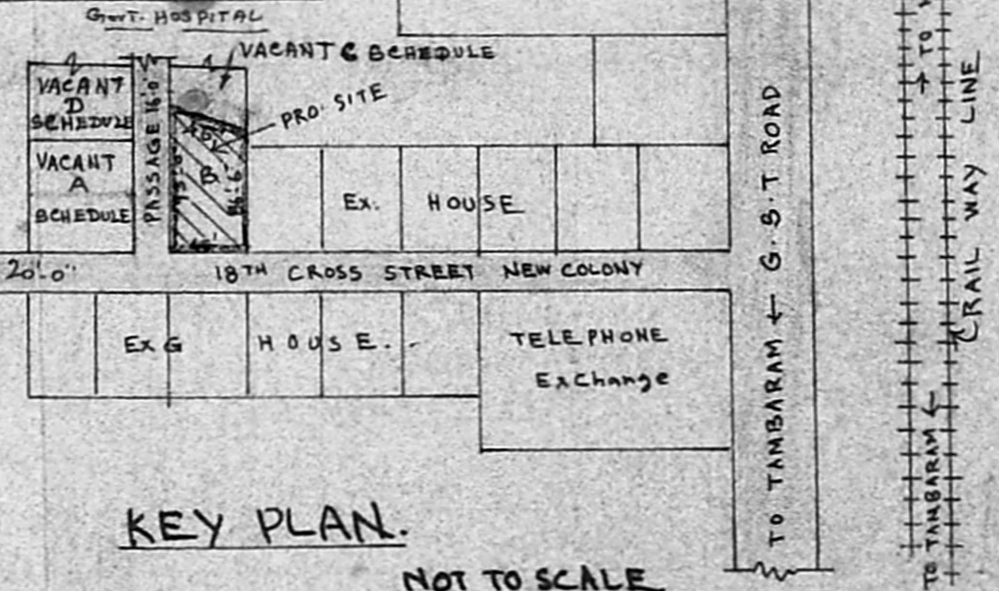 GOVT. HOSPITAL
VACANT C SCHEDULE
VACANT
D
SCHEDULE
PASSAGE 16'.0"
PRO. SITE
VACANT
A
SCHEDULE
B
Ex. HOUSE
20'.0"
18TH CROSS STREET NEW COLONY
Ex G HOUSE.
TELEPHONE
ExChange
TO TAMBARAM ← G.S.T ROAD
→ TO
RAIL WAY LINE
TO TAMBARAM ←
KEY PLAN.
NOT TO SCALE